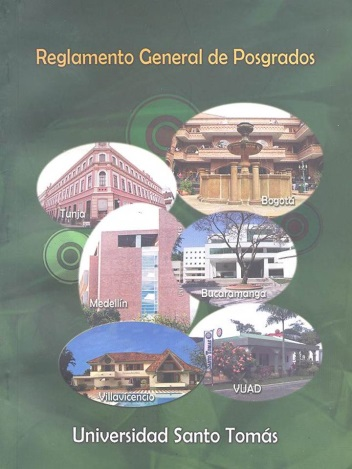 Reglamento General de Posgrados
Tunja
Bogotá
Medellín
Bucaramanga
Villavicencio
VUAD
Universidad Santo Tomás